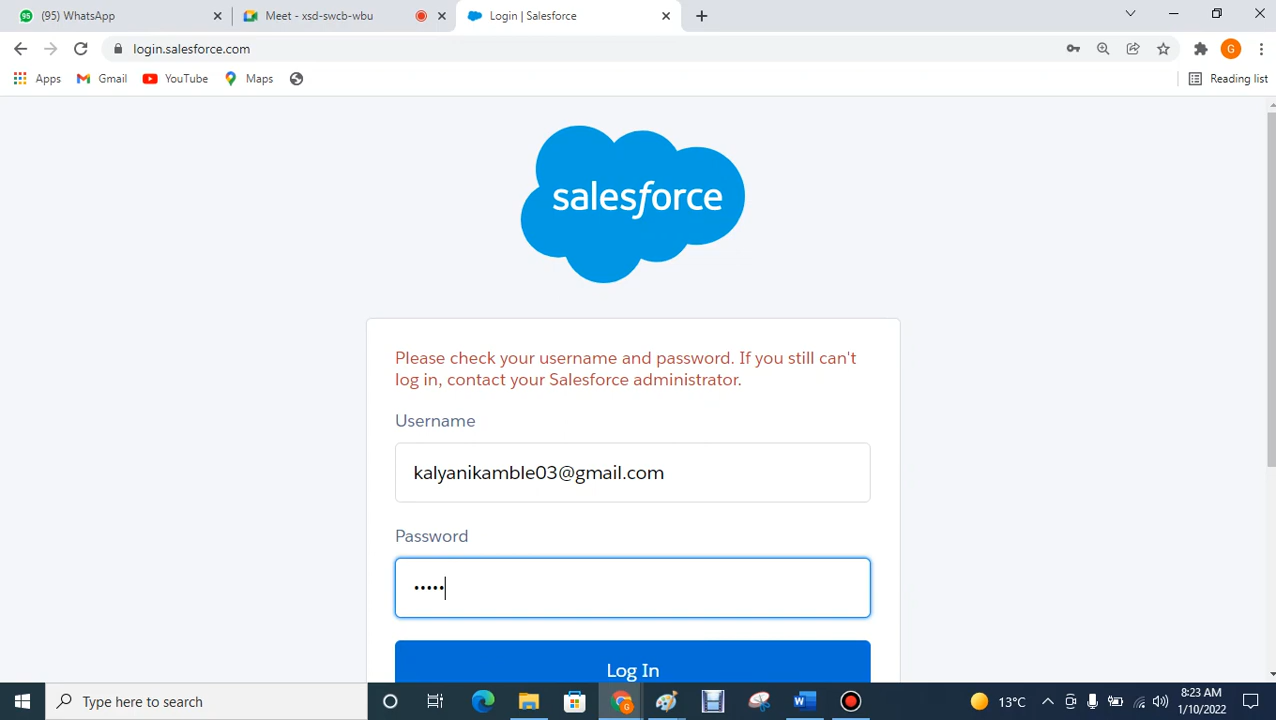 (95) WhatsApp
Meet - xsd-swcb-wbu
Login | Salesforce
login.salesforce.com
G
Apps
Gmail
YouTube
Maps
Reading list
salesforce
Please check your username and password. If you still can't
log in, contact your Salesforce administrator.
Username
kalyanikamble03@gmail.com
Password
•••••
Log In
Type here to search
13°C
8:23 AM
1/10/2022